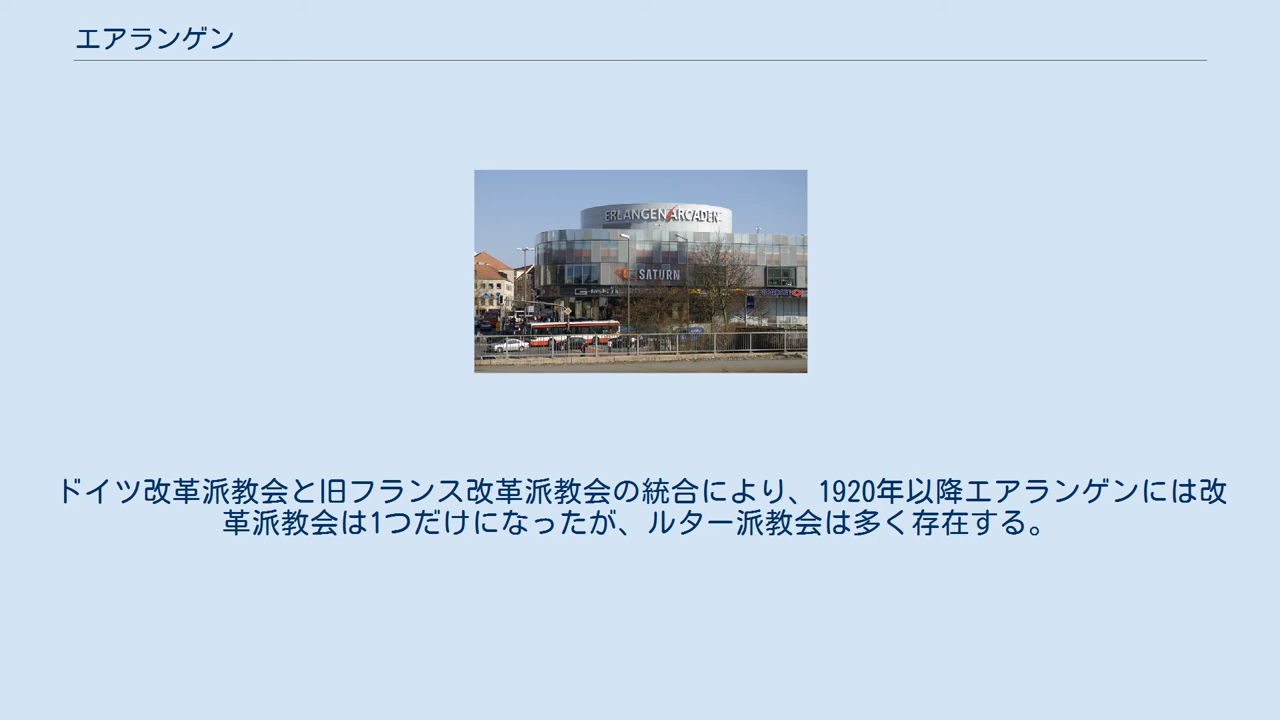 エアランゲン
ERLANGEN ARCADEN
SATURN
ドイツ改革派教会と旧フランス改革派教会の統合により、1920年以降エアランゲンには改
革派教会は1つだけになったが、ルター派教会は多く存在する。